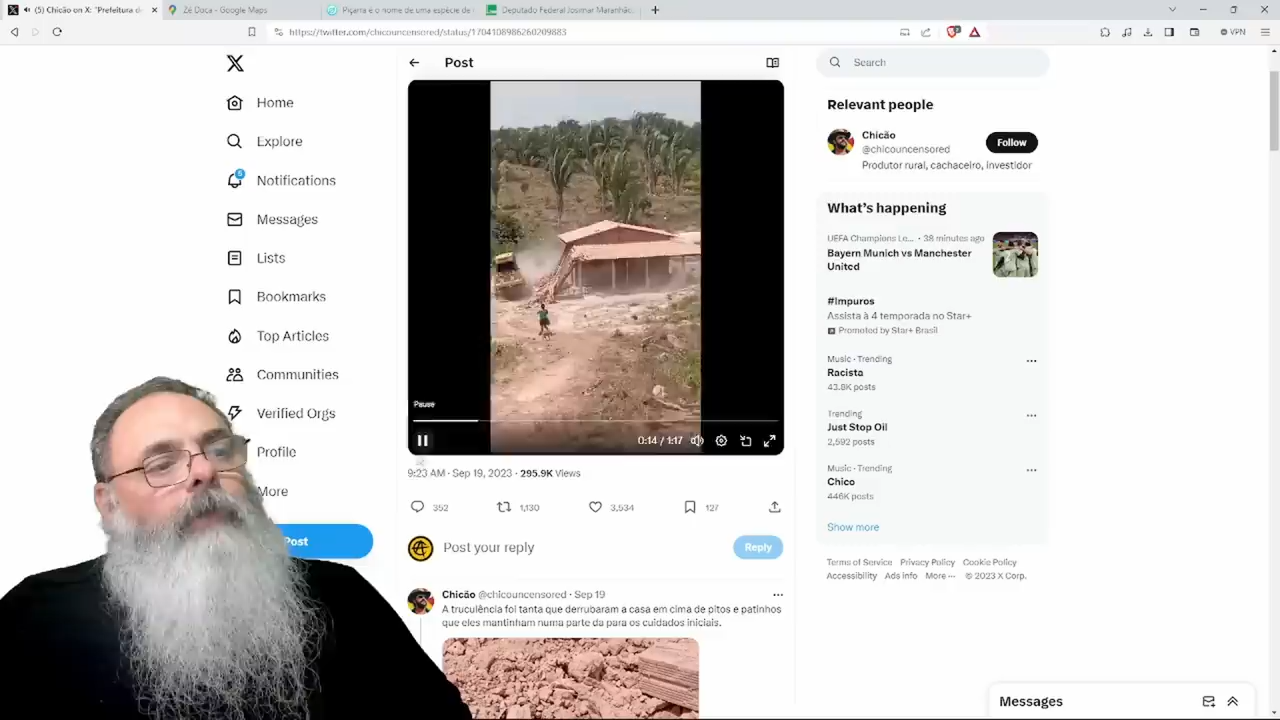 (5) Chicão on X: "Prefeitura d
Zé Doca - Google Maps
Piçarra é o nome de uma espécie de
Deputado Federal Josimar Maranhão
https://twitter.com/chicouncensored/status/1704108986260209883
VPN
Home
Explore
6
Notifications
Messages
Lists
Bookmarks
Top Articles
Communities
Verified Orgs
Profile
More
Post
Post
Pause
0:14 / 1:17
9:23 AM · Sep 19, 2023 · 295.9K Views
352
1,130
3,534
127
Post your reply
Reply
Chicão @chicouncensored · Sep 19
A truculência foi tanta que derrubaram a casa em cima de pitos e patinhos
que eles mantinham numa parte da para os cuidados iniciais.
Search
Relevant people
Chicão
@chicouncensored
Follow
Produtor rural, cachaceiro, investidor
What's happening
UEFA Champions Le... · 38 minutes ago
Bayern Munich vs Manchester
United
#Impuros
Assista à 4 temporada no Star+
Promoted by Star+ Brasil
Music · Trending
Racista
43.8K posts
Trending
Just Stop Oil
2,592 posts
Music · Trending
Chico
446K posts
Show more
Terms of Service Privacy Policy Cookie Policy
Accessibility Ads info More ··· © 2023 X Corp.
Messages